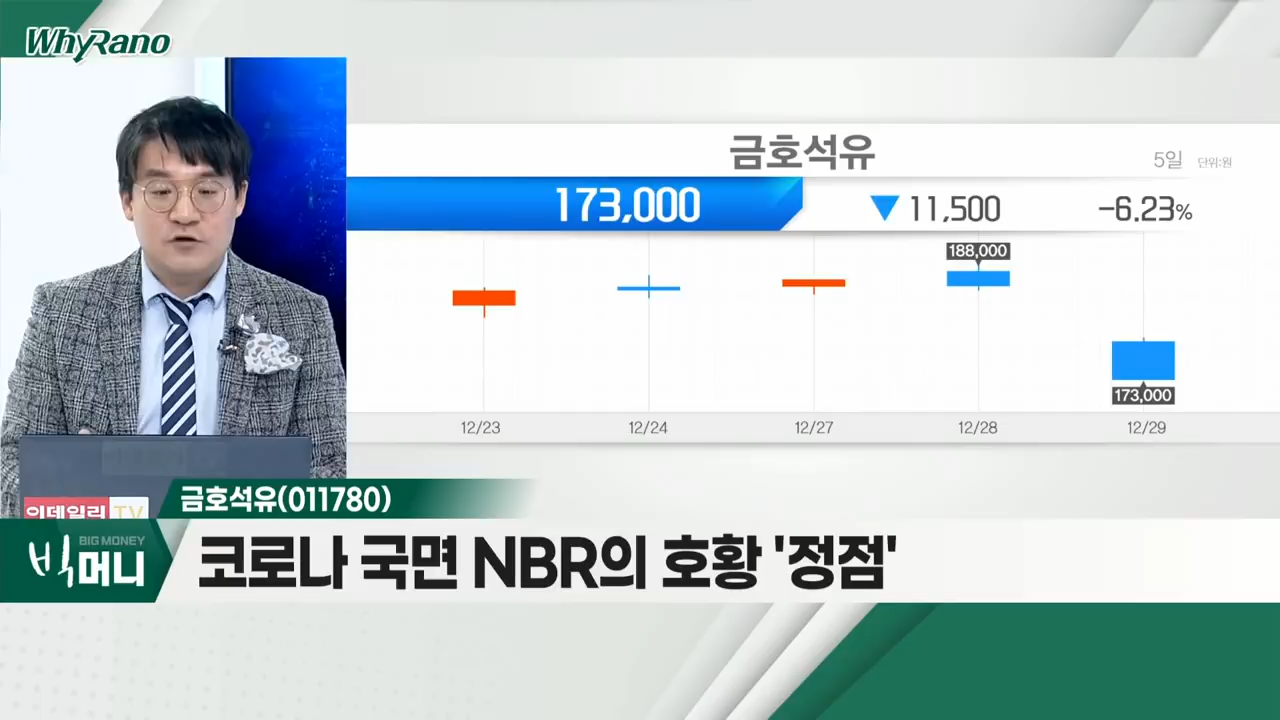 WhyRano
금호석유
5일 단위:원
173,000 ▼ 11,500 -6.23%
188,000
173,000
12/23 12/24 12/27 12/28 12/29
이데일리 TV
금호석유(011780)
BIG MONEY
빅머니
코로나 국면 NBR의 호황 '정점'